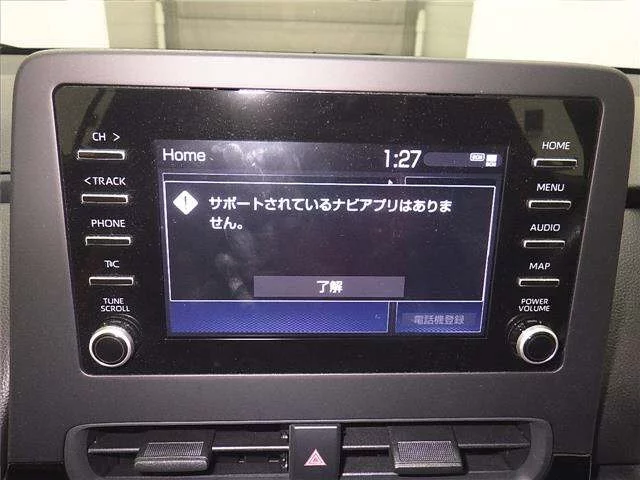 CH >
HOME
Home
1:27
< TRACK
MENU
サポートされているナビアプリはありま
せん。
PHONE
AUDIO
了解
MAP
TUNE
SCROLL
電話機登録
POWER
VOLUME